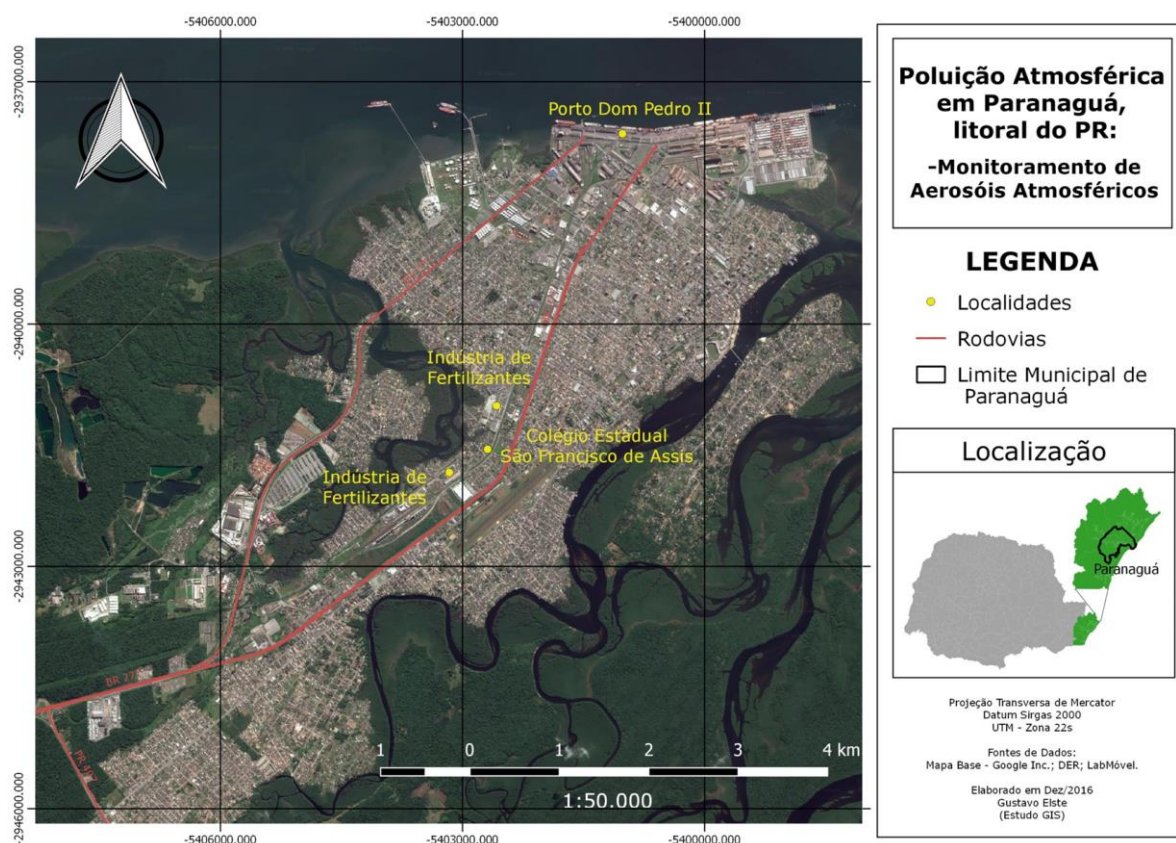 -5406000.000
-5403000.000
-5400000.000
-2937000.000
-2940000.000
-2943000.000
-2946000.000
Porto Dom Pedro II
Indústria de
Fertilizantes
Colégio Estadual
São Francisco de Assis
Indústria de
Fertilizantes
BR 27
1
0
1
2
3
4 km
1:50.000
-5406000.000
-5403000.000
-5400000.000
Poluição Atmosférica
em Paranaguá,
litoral do PR:
-Monitoramento de
Aerosóis Atmosféricos
LEGENDA
Localidades
Rodovias
Limite Municipal de
Paranaguá
Localização
Paranaguá
Projeção Transversa de Mercator
Datum Sirgas 2000
UTM - Zona 22s
Fontes de Dados:
Mapa Base - Google Inc.; DER; LabMóvel.
Elaborado em Dez/2016
Gustavo Elste
(Estudo GIS)